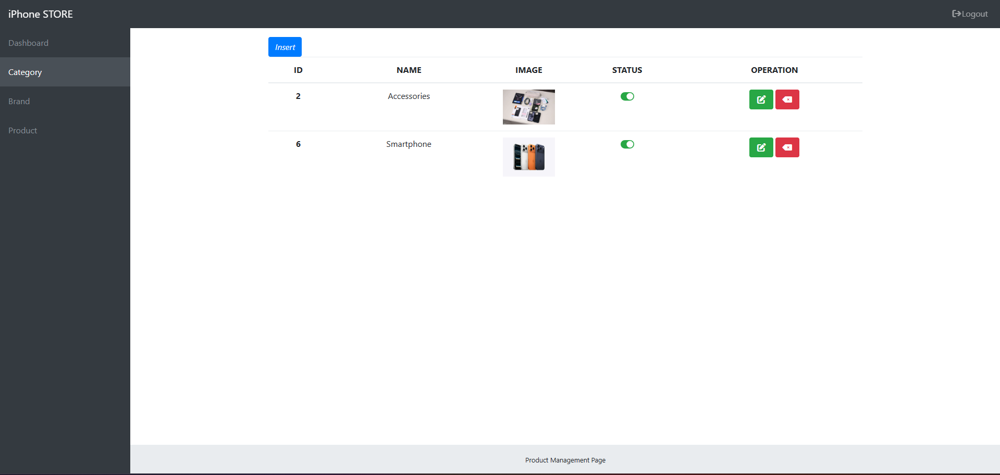 iPhone STORE
Logout
Dashboard
Category
Brand
Product
Insert
ID NAME IMAGE STATUS OPERATION
2 Accessories
6 Smartphone
Product Management Page